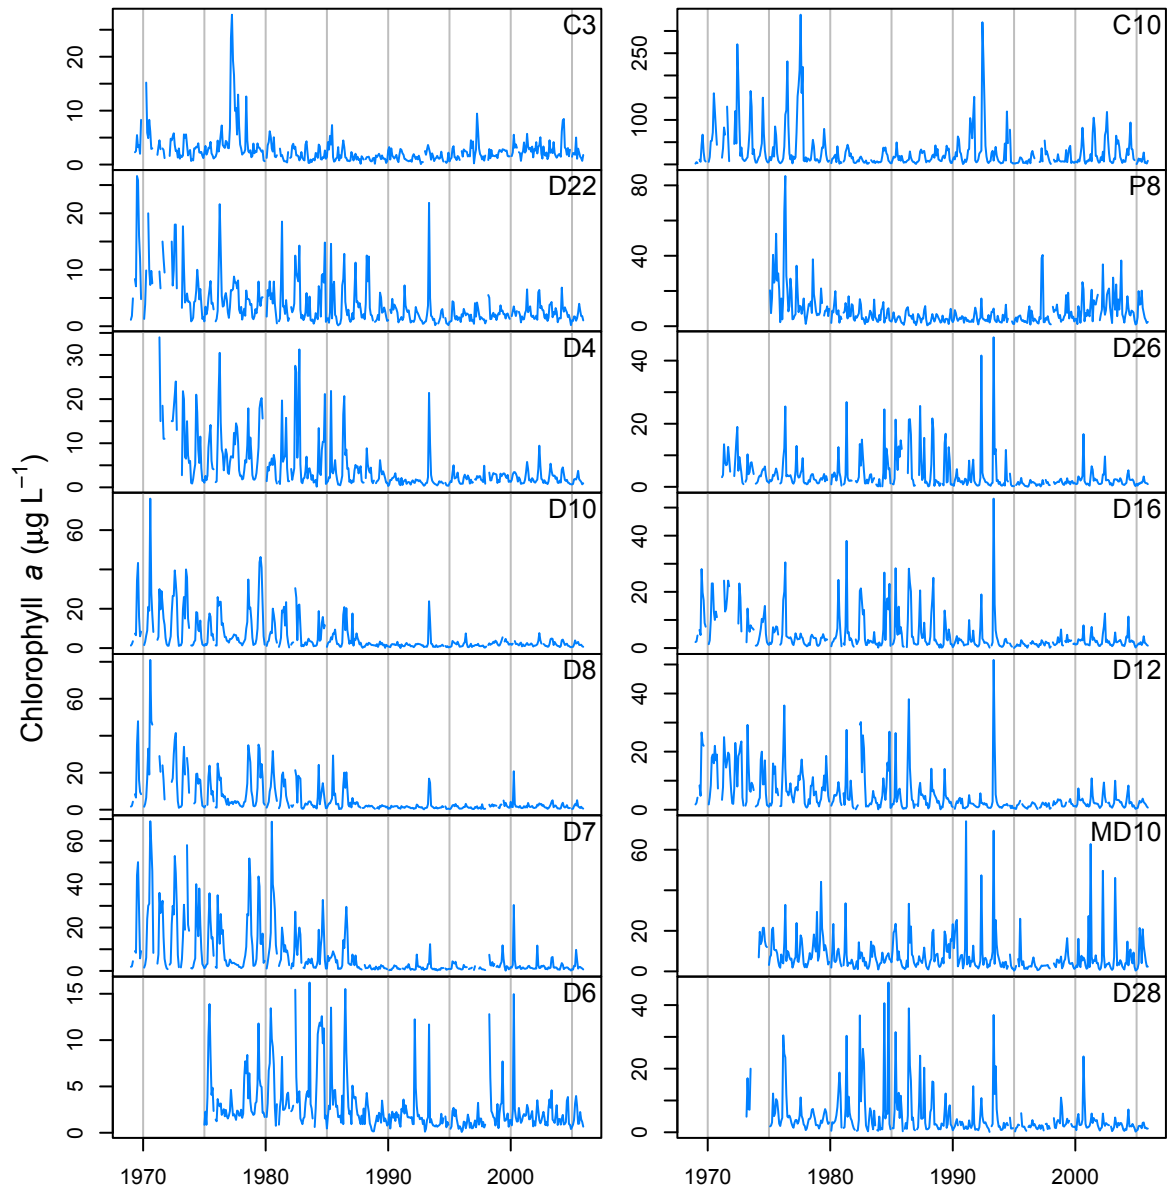 Chlorophyll a (μg L⁻¹)
C3
0 10 20
D22
0 10 20
D4
0 10 20 30
D10
0 20 60
D8
0 20 60
D7
0 20 40 60
D6
0 5 10 15
1970 1980 1990 2000
C10
100 250
P8
0 40 80
D26
0 20 40
D16
0 20 40
D12
0 20 40
MD10
0 20 60
D28
0 20 40
1970 1980 1990 2000